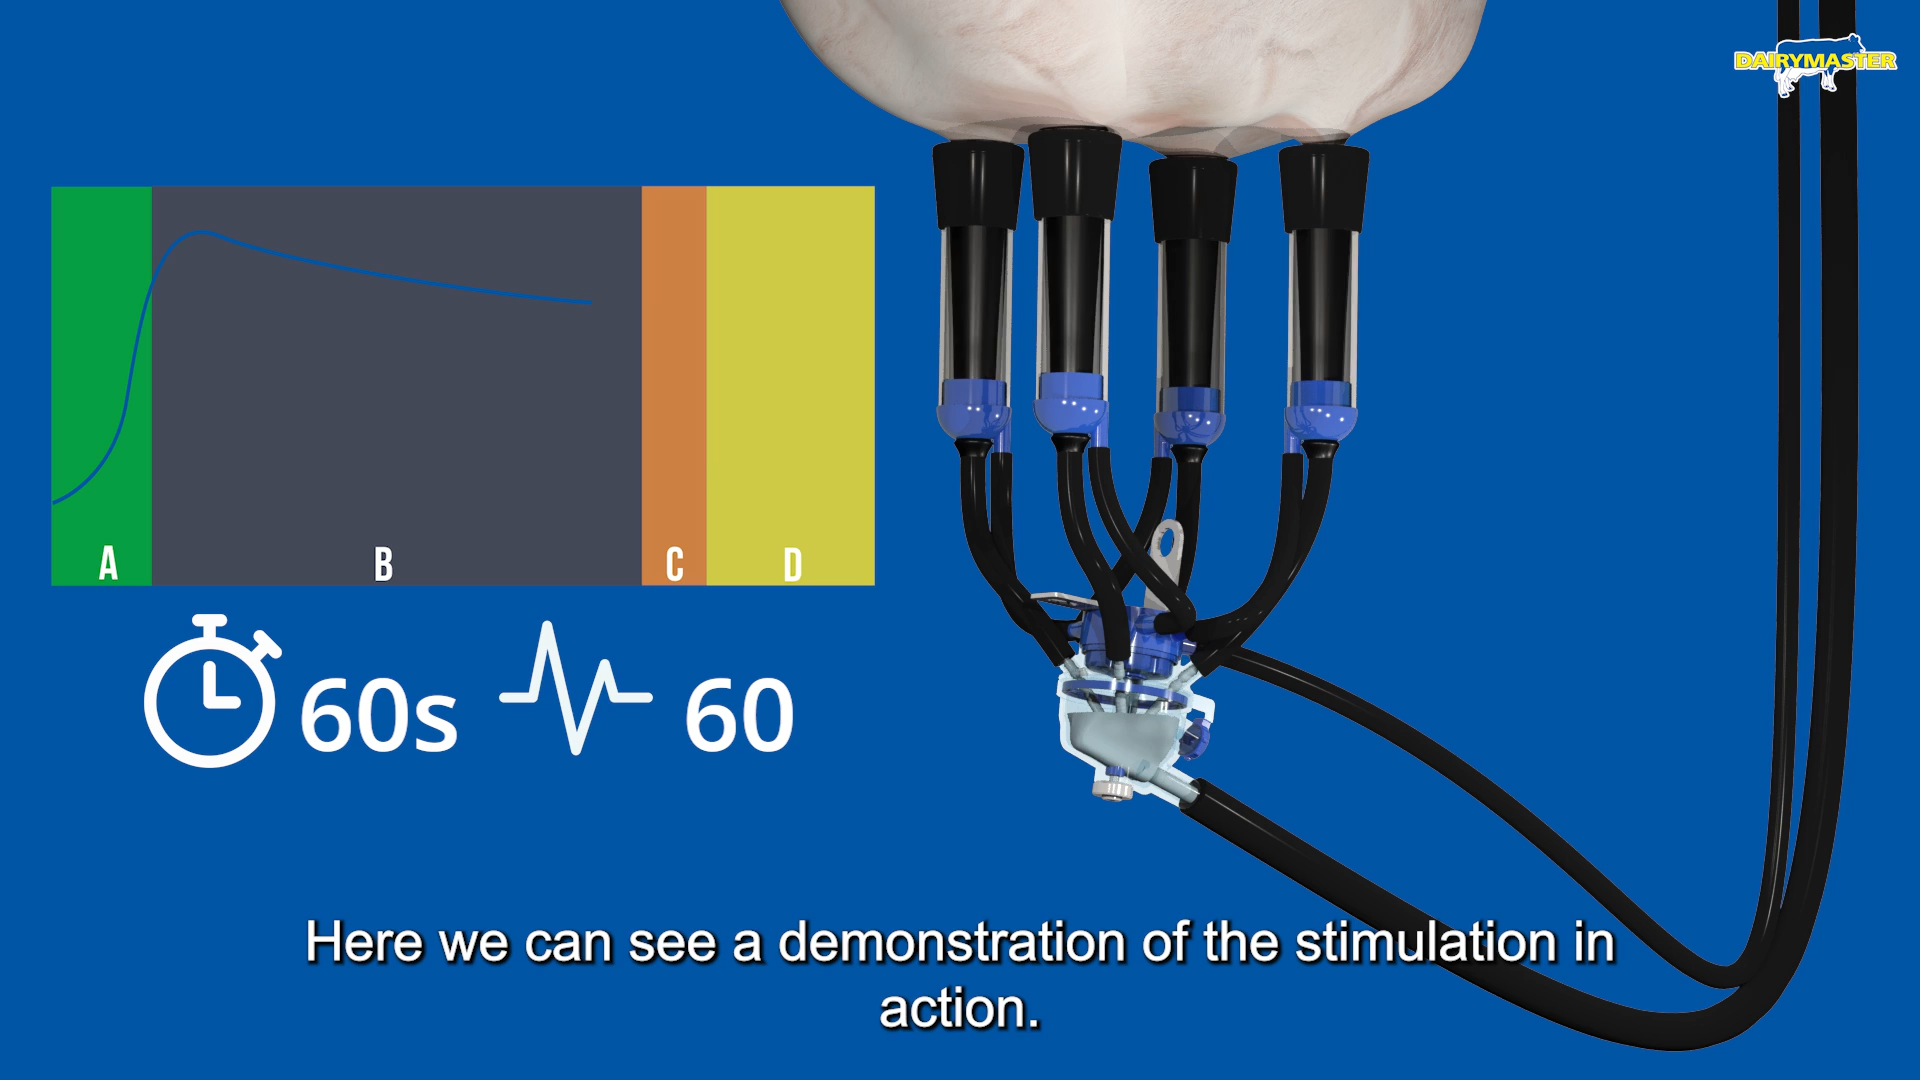 DAIRYMASTER
A B C D
60s 60
Here we can see a demonstration of the stimulation in
action.